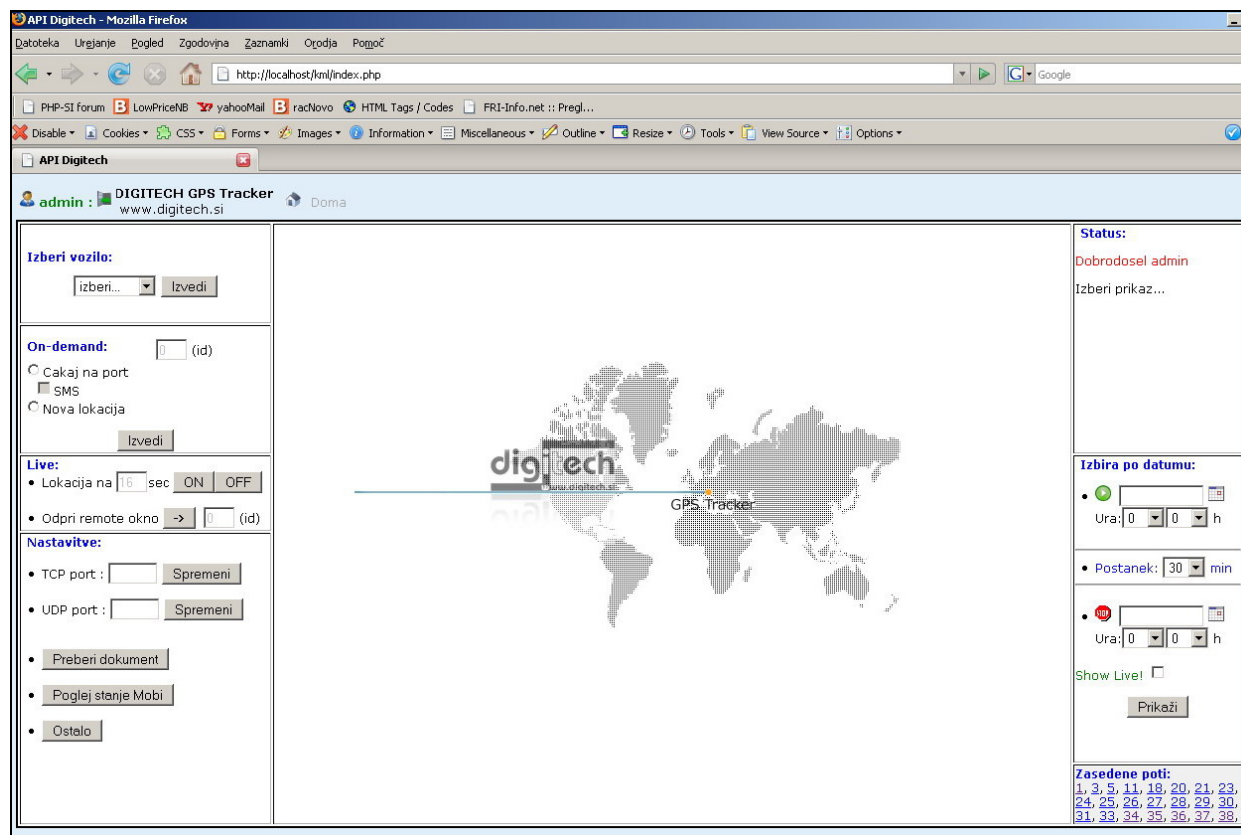 API Digitech - Mozilla Firefox
Datoteka Urejanje Pogled Zgodovina Zaznamki Orodja Pomoč
http://localhost/kml/index.php
Google
PHP-SI forum LowPriceNB yahooMail racNovo HTML Tags / Codes FRI-Info.net :: Pregl...
Disable Cookies CSS Forms Images Information Miscellaneous Outline Resize Tools View Source Options
API Digitech
admin : DIGITECH GPS Tracker Doma
www.digitech.si
Izberi vozilo:
izberi... Izvedi
On-demand: 0 (id)
Cakaj na port
SMS
Nova lokacija
Izvedi
Live:
Lokacija na 16 sec ON OFF
Odpri remote okno -> 0 (id)
Nastavitve:
TCP port : Spremeni
UDP port : Spremeni
Preberi dokument
Poglej stanje Mobi
Ostalo
digitech
www.digitech.si
GPS Tracker
Status:
Dobrodosel admin
Izberi prikaz...
Izbira po datumu:
Ura: 0 0 h
Postanek: 30 min
STOP
Ura: 0 0 h
Show Live!
Prikaži
Zasedene poti:
1, 3, 5, 11, 18, 20, 21, 23,
24, 25, 26, 27, 28, 29, 30,
31, 33, 34, 35, 36, 37, 38,